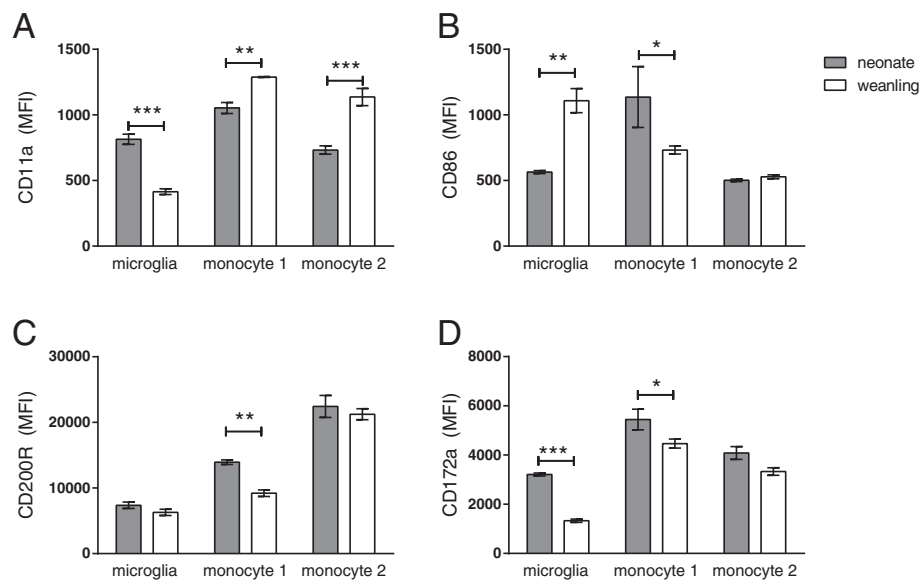 A
CD11a (MFI)
1500
1000
500
0
***
**
***
microglia monocyte 1 monocyte 2
B
CD86 (MFI)
1500
1000
500
0
**
*
microglia monocyte 1 monocyte 2
neonate
weanling
C
CD200R (MFI)
30000
20000
10000
0
**
microglia monocyte 1 monocyte 2
D
CD172a (MFI)
8000
6000
4000
2000
0
***
*
microglia monocyte 1 monocyte 2